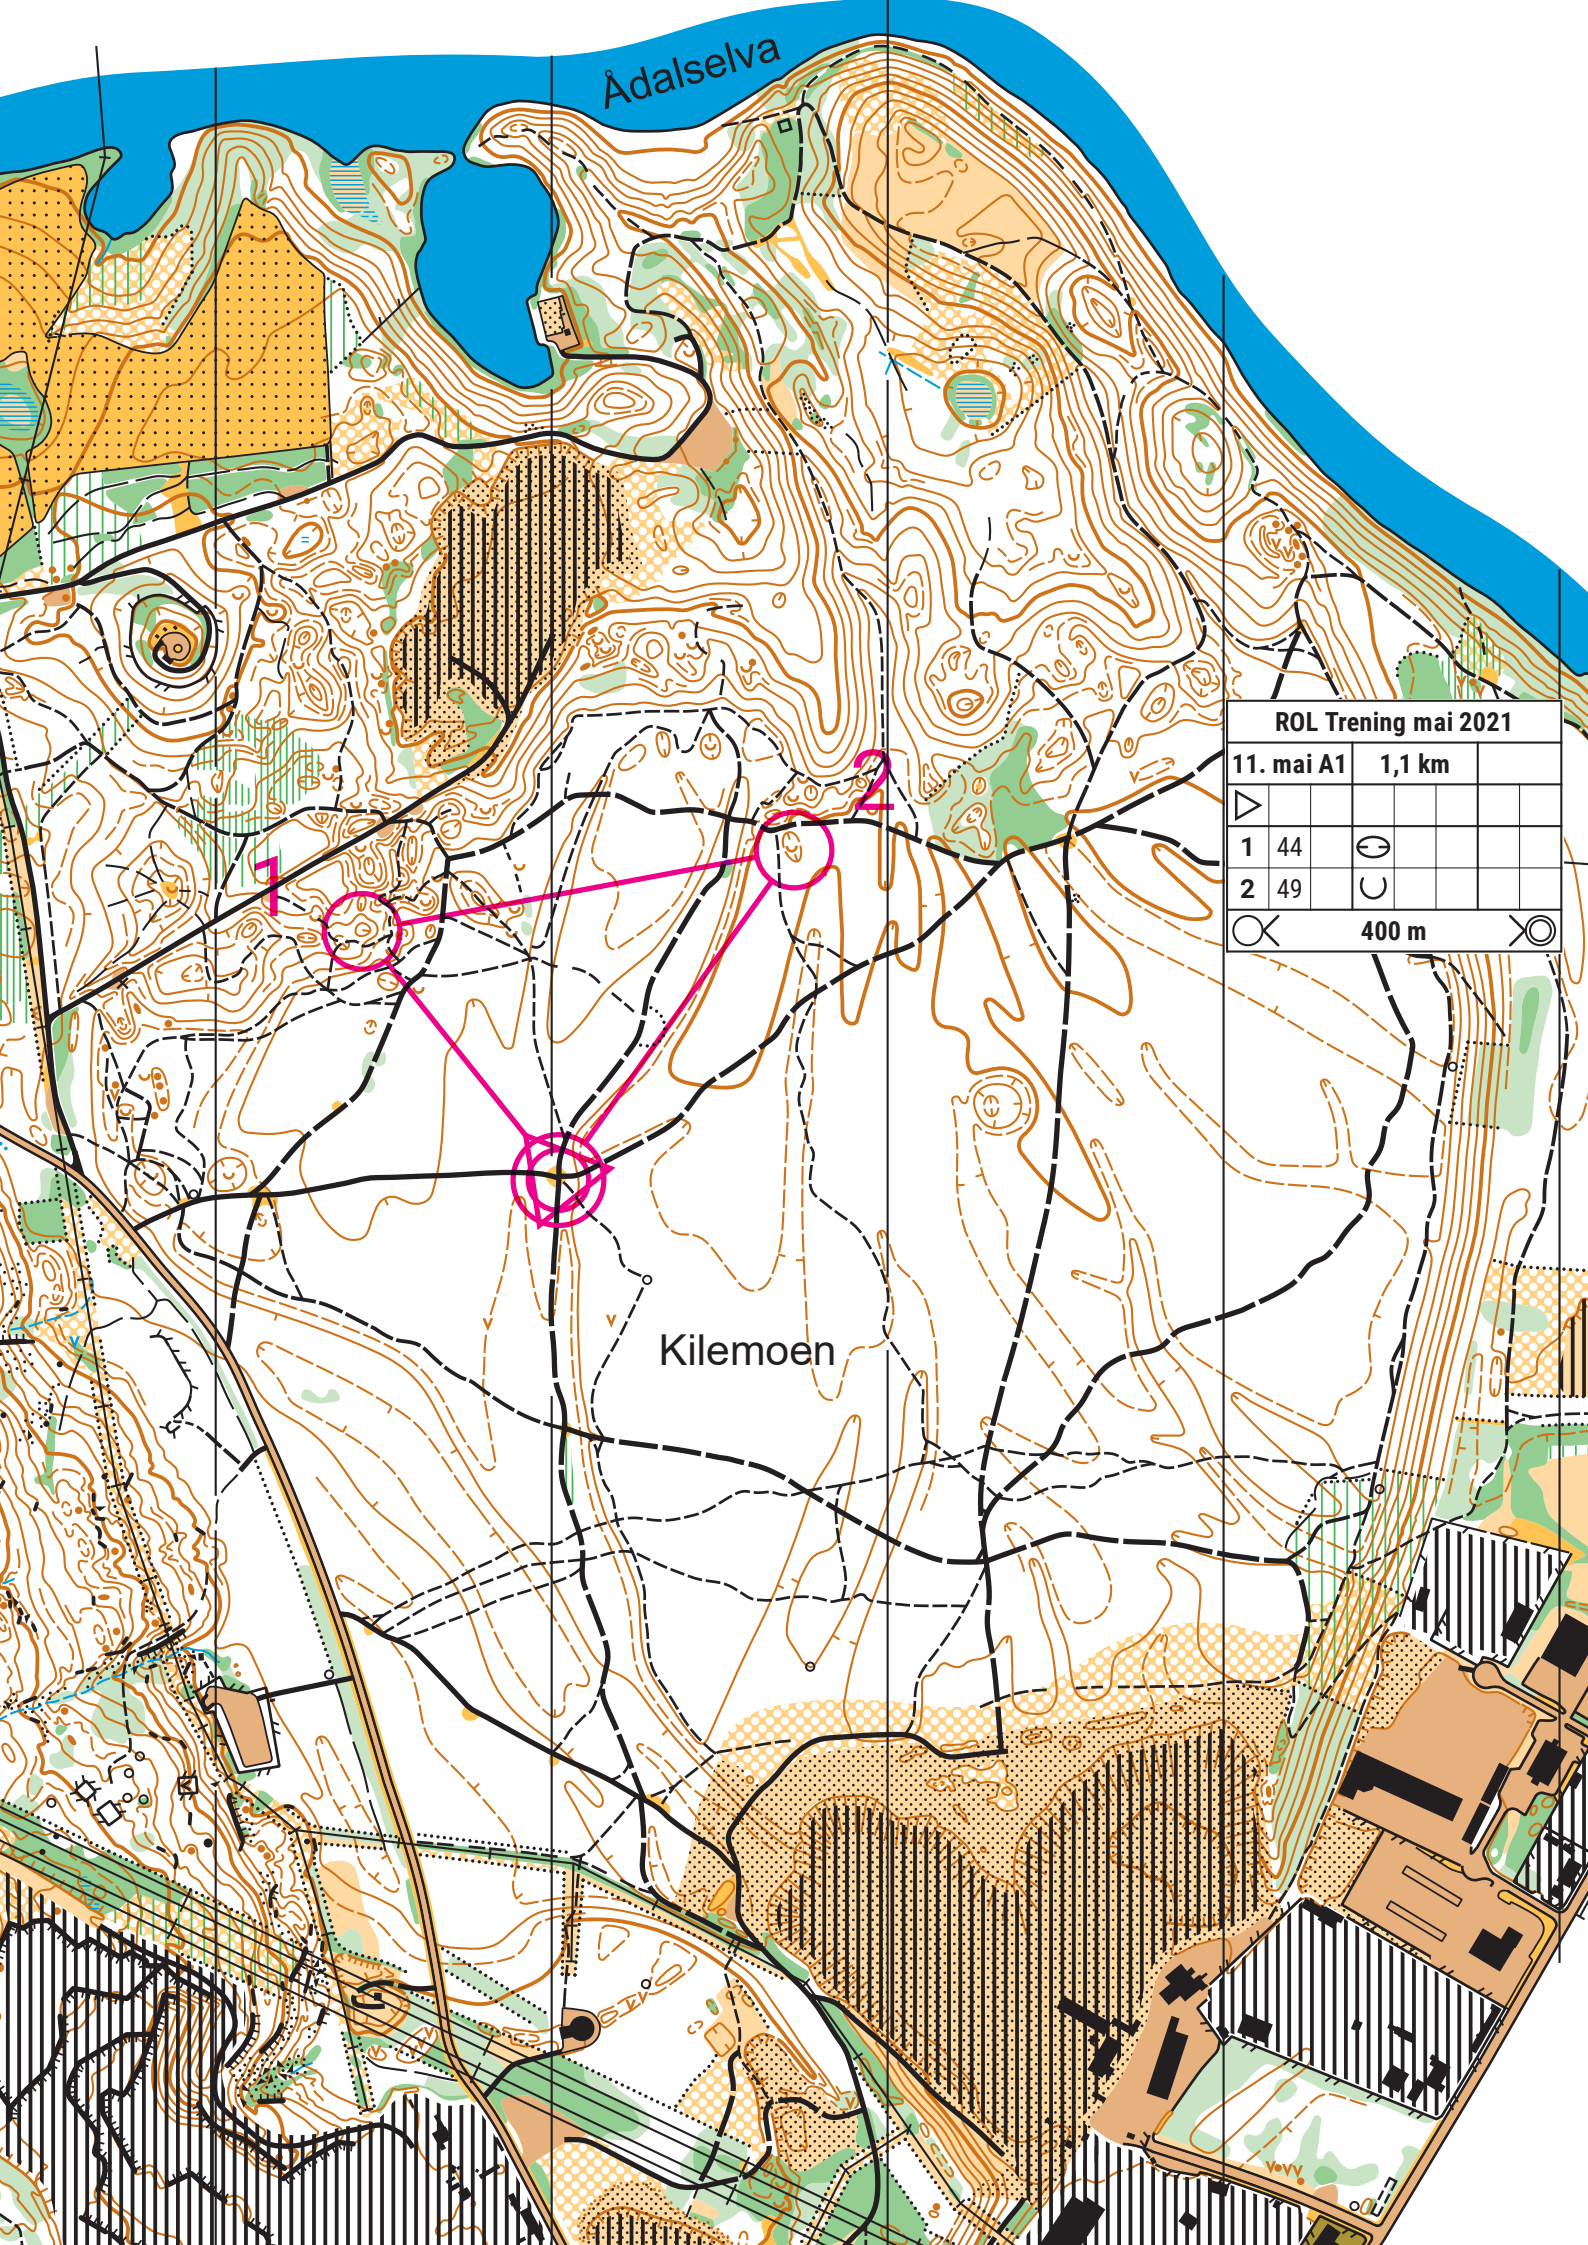 Ådalselva
2
ROL Trening mai 2021
11. mai A1 1,1 km
1 44
2 49
400 m
1
Kilemoen